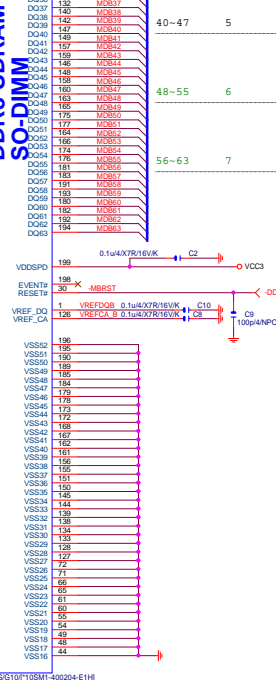 DQ37 132 MDB37
DQ38 140 MDB38
DQ39 142 MDB39 40~47 5
DQ40 147 MDB40
DQ41 149 MDB41
DQ42 157 MDB42
DQ43 159 MDB43
DQ44 146 MDB44
DQ45 148 MDB45
DQ46 158 MDB46
DQ47 160 MDB47 48~55 6
DQ48 163 MDB48
DQ49 165 MDB49
DQ50 175 MDB50
DQ51 177 MDB51
DQ52 164 MDB52
DQ53 166 MDB53
DQ54 174 MDB54 56~63 7
DQ55 176 MDB55
DQ56 181 MDB56
DQ57 183 MDB57
DQ58 191 MDB58
DQ59 193 MDB59
DQ60 180 MDB60
DQ61 182 MDB61
DQ62 192 MDB62
DQ63 194 MDB63
SO-DIMM
0.1u/4/X7R/16V/K C2
VDDSPD 199 VCC3
EVENT# 198
RESET# 30 -MBRST
VREF_DQ 1 VREFDQB 0.1u/4/X7R/16V/K C10
VREF_CA 126 VREFCA_B 0.1u/4/X7R/16V/K C8
C9
100p/4/NPO
VSS52 196
VSS51 195
VSS50 190
VSS49 189
VSS48 185
VSS47 184
VSS46 179
VSS45 178
VSS44 173
VSS43 172
VSS42 168
VSS41 167
VSS40 162
VSS39 161
VSS38 156
VSS37 155
VSS36 151
VSS35 150
VSS34 145
VSS33 144
VSS32 139
VSS31 138
VSS30 134
VSS29 133
VSS28 128
VSS27 127
VSS26 72
VSS25 71
VSS24 66
VSS23 65
VSS22 61
VSS21 60
VSS20 55
VSS19 54
VSS18 49
VSS17 48
VSS16 44